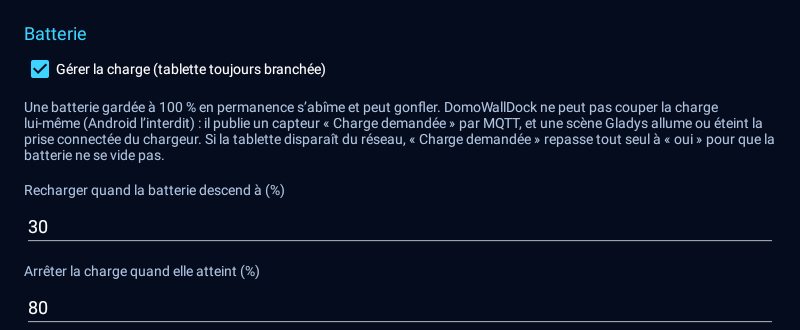 Batterie
Gérer la charge (tablette toujours branchée)
Une batterie gardée à 100 % en permanence s’abîme et peut gonfler. DomoWallDock ne peut pas couper la charge
lui-même (Android l’interdit) : il publie un capteur « Charge demandée » par MQTT, et une scène Gladys allume ou éteint la
prise connectée du chargeur. Si la tablette disparaît du réseau, « Charge demandée » repasse tout seul à « oui » pour que la
batterie ne se vide pas.
Recharger quand la batterie descend à (%)
30
Arrêter la charge quand elle atteint (%)
80